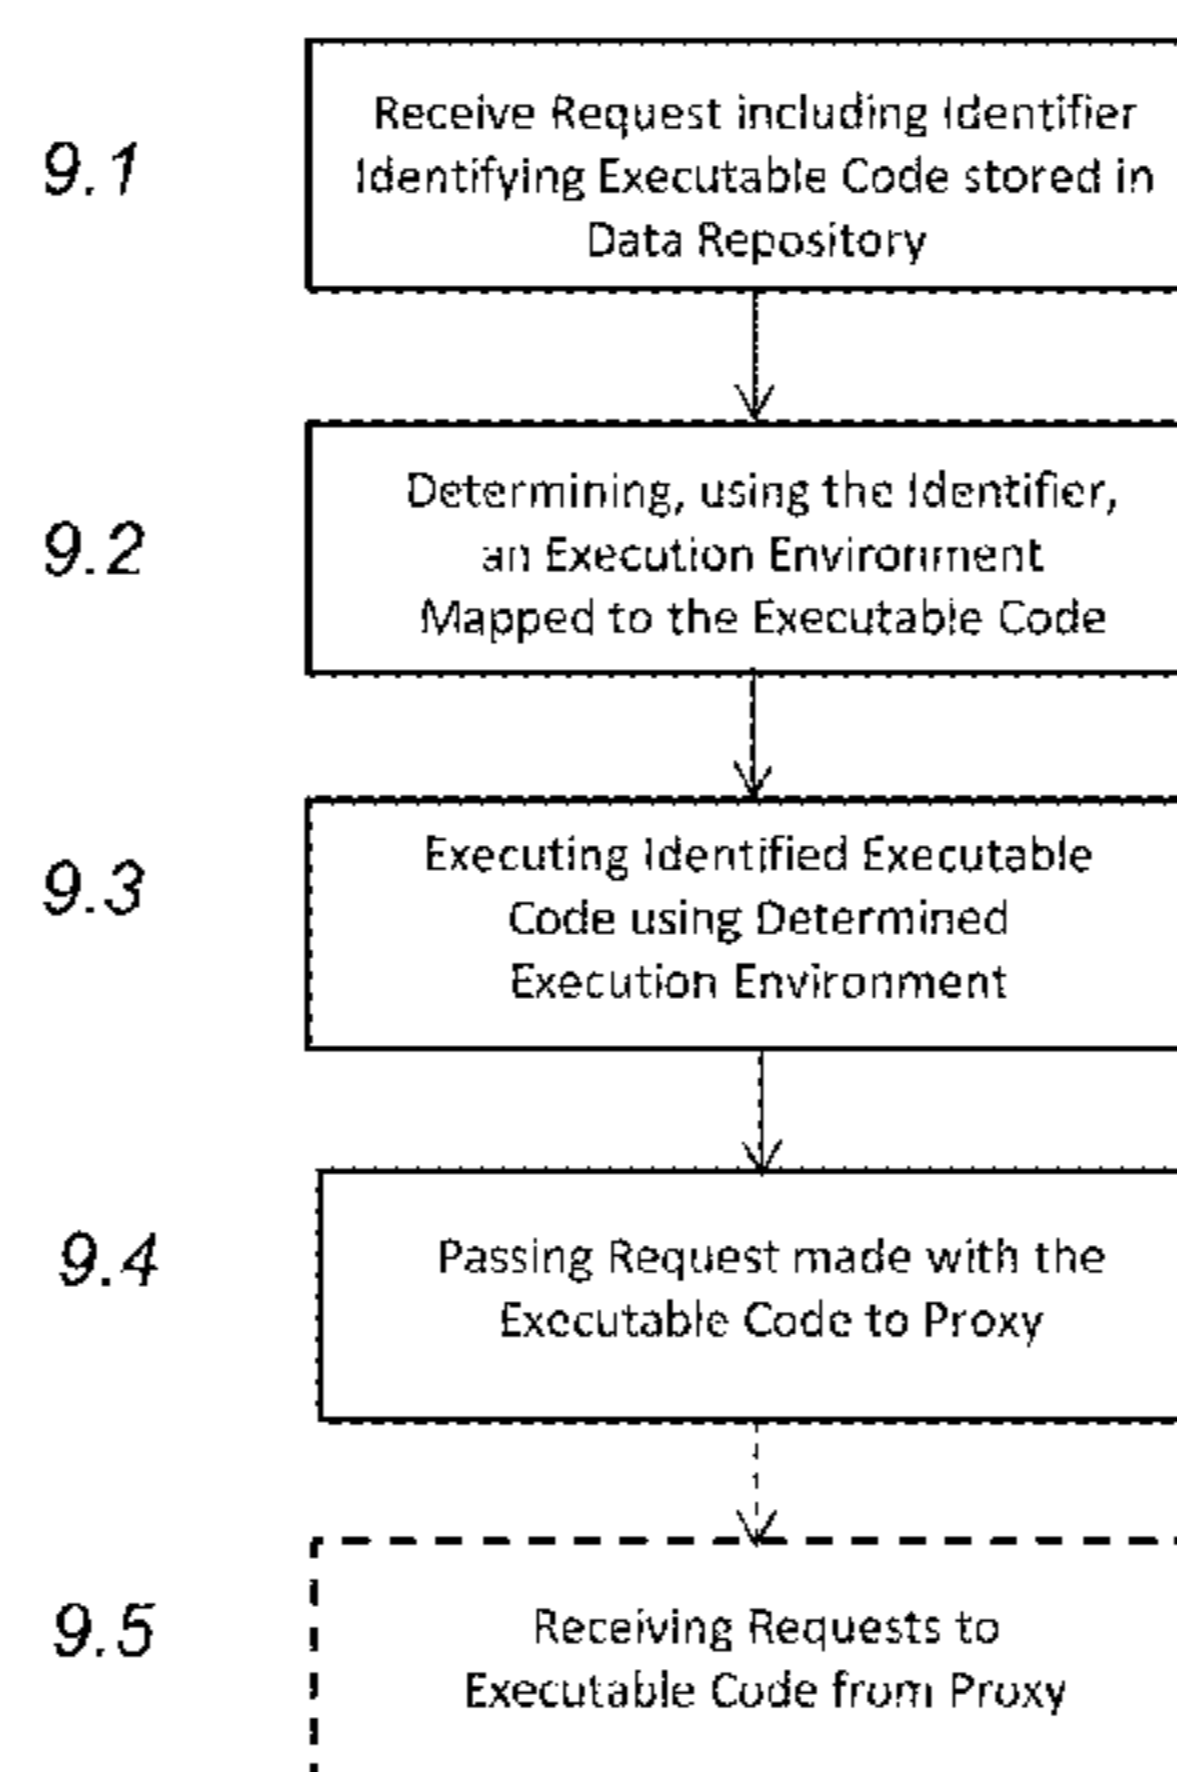 9.1
Receive Request including Identifier
Identifying Executable Code stored in
Data Repository
9.2
Determining, using the Identifier,
an Execution Environment
Mapped to the Executable Code
9.3
Executing Identified Executable
Code using Determined
Execution Environment
9.4
Passing Request made with the
Executable Code to Proxy
9.5
Receiving Requests to
Executable Code from Proxy